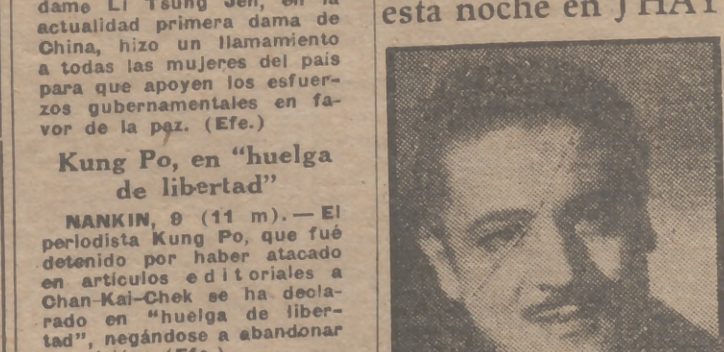 dame Li Tsung Jen, en la
actualidad primera dama de
China, hizo un llamamiento
a todas las mujeres del país
para que apoyen los esfuer-
zos gubernamentales en fa-
vor de la paz. (Efe.)
Kung Po, en "huelga
de libertad"
NANKIN, 9 (11 m).— El
periodista Kung Po, que fué
detenido por haber atacado
en artículos editoriales a
Chan-Kai-Chek se ha decla-
rado en "huelga de liber-
tad", negándose a abandonar
(Efe.)
esta noche en